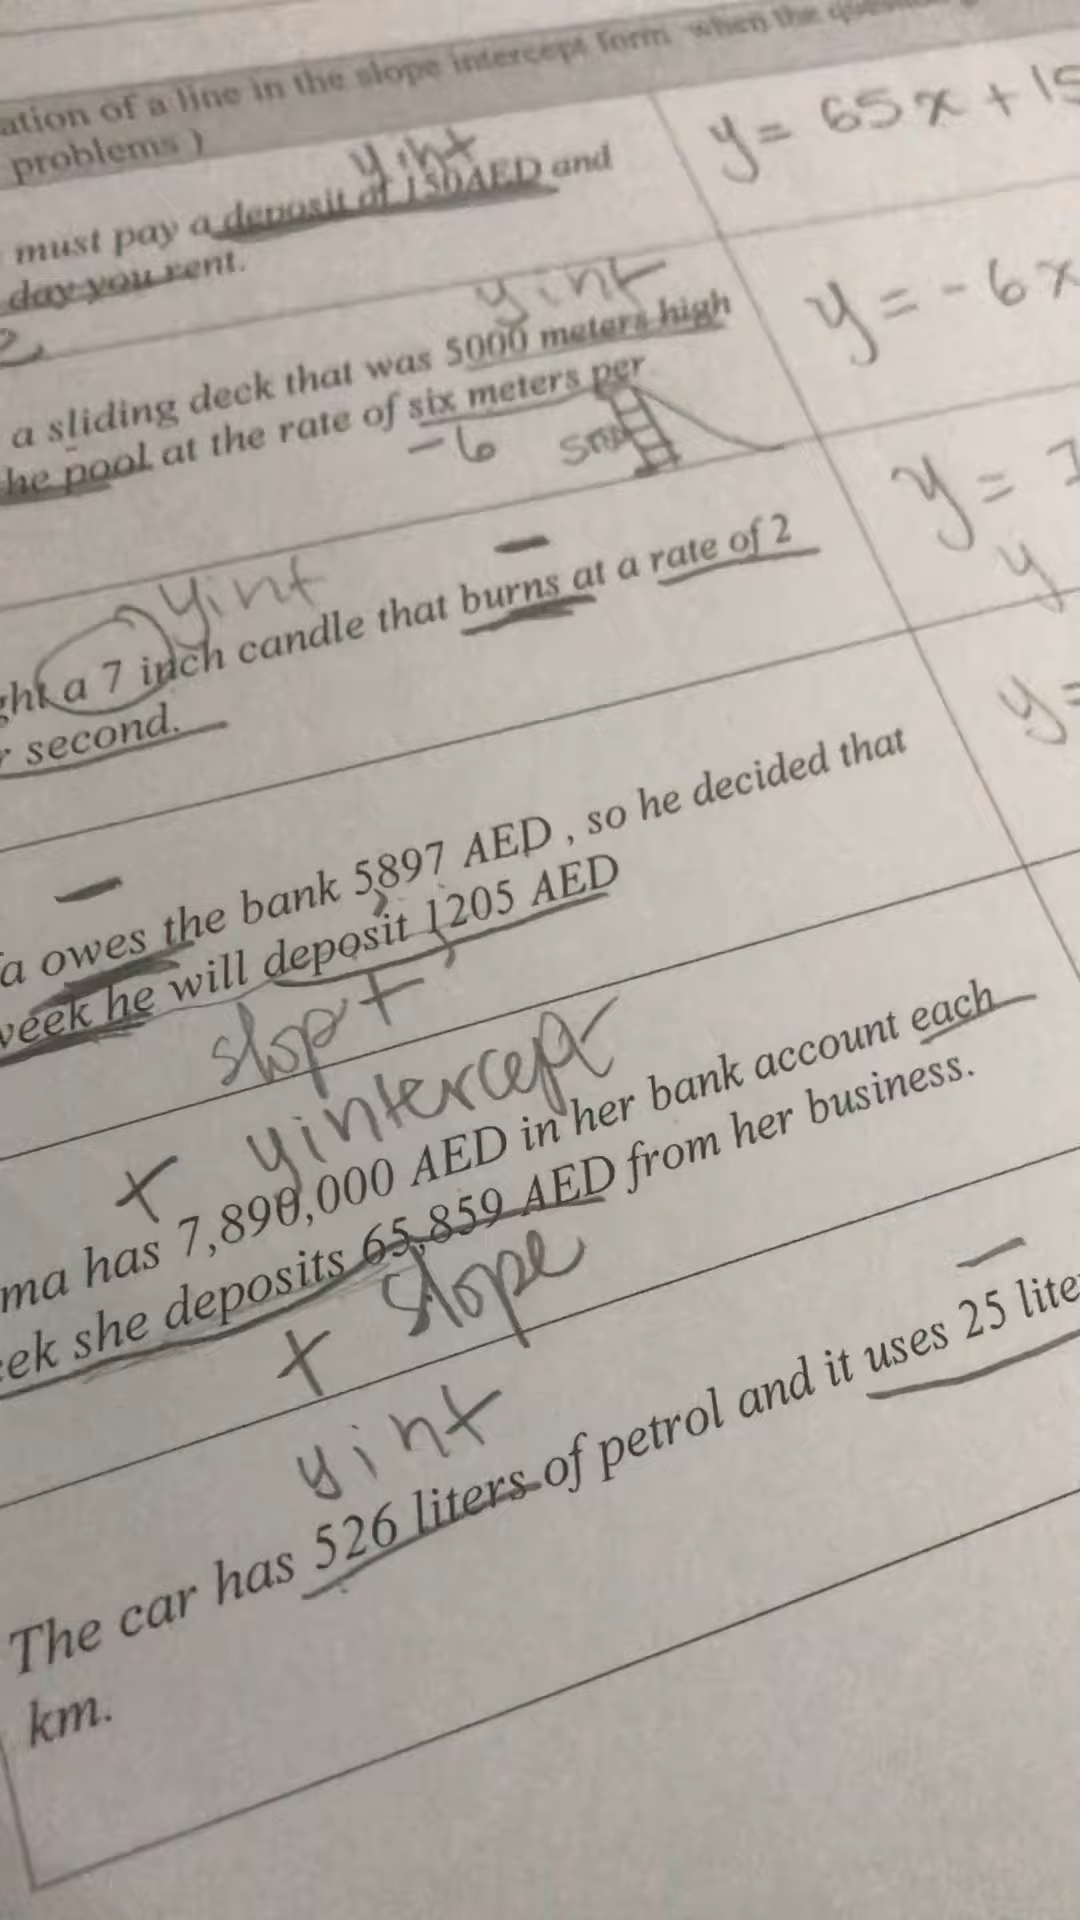 ation of a line in the slope intercept form when the
problems )
y int
must pay a deposit of 150AED and
day you rent.
y = 65x + 15
y int
a sliding deck that was 5000 meters high
he pool at the rate of six meters per
-6
y = -6x
y int
a 7 inch candle that burns at a rate of 2
second.
y =
y
a owes the bank 5897 AED , so he decided that
week he will deposit 1205 AED
slop +
y =
y intercept
+
ma has 7,890,000 AED in her bank account each
eek she deposits 65,859 AED from her business.
+ slope
y int
The car has 526 liters of petrol and it uses 25 lite
km.